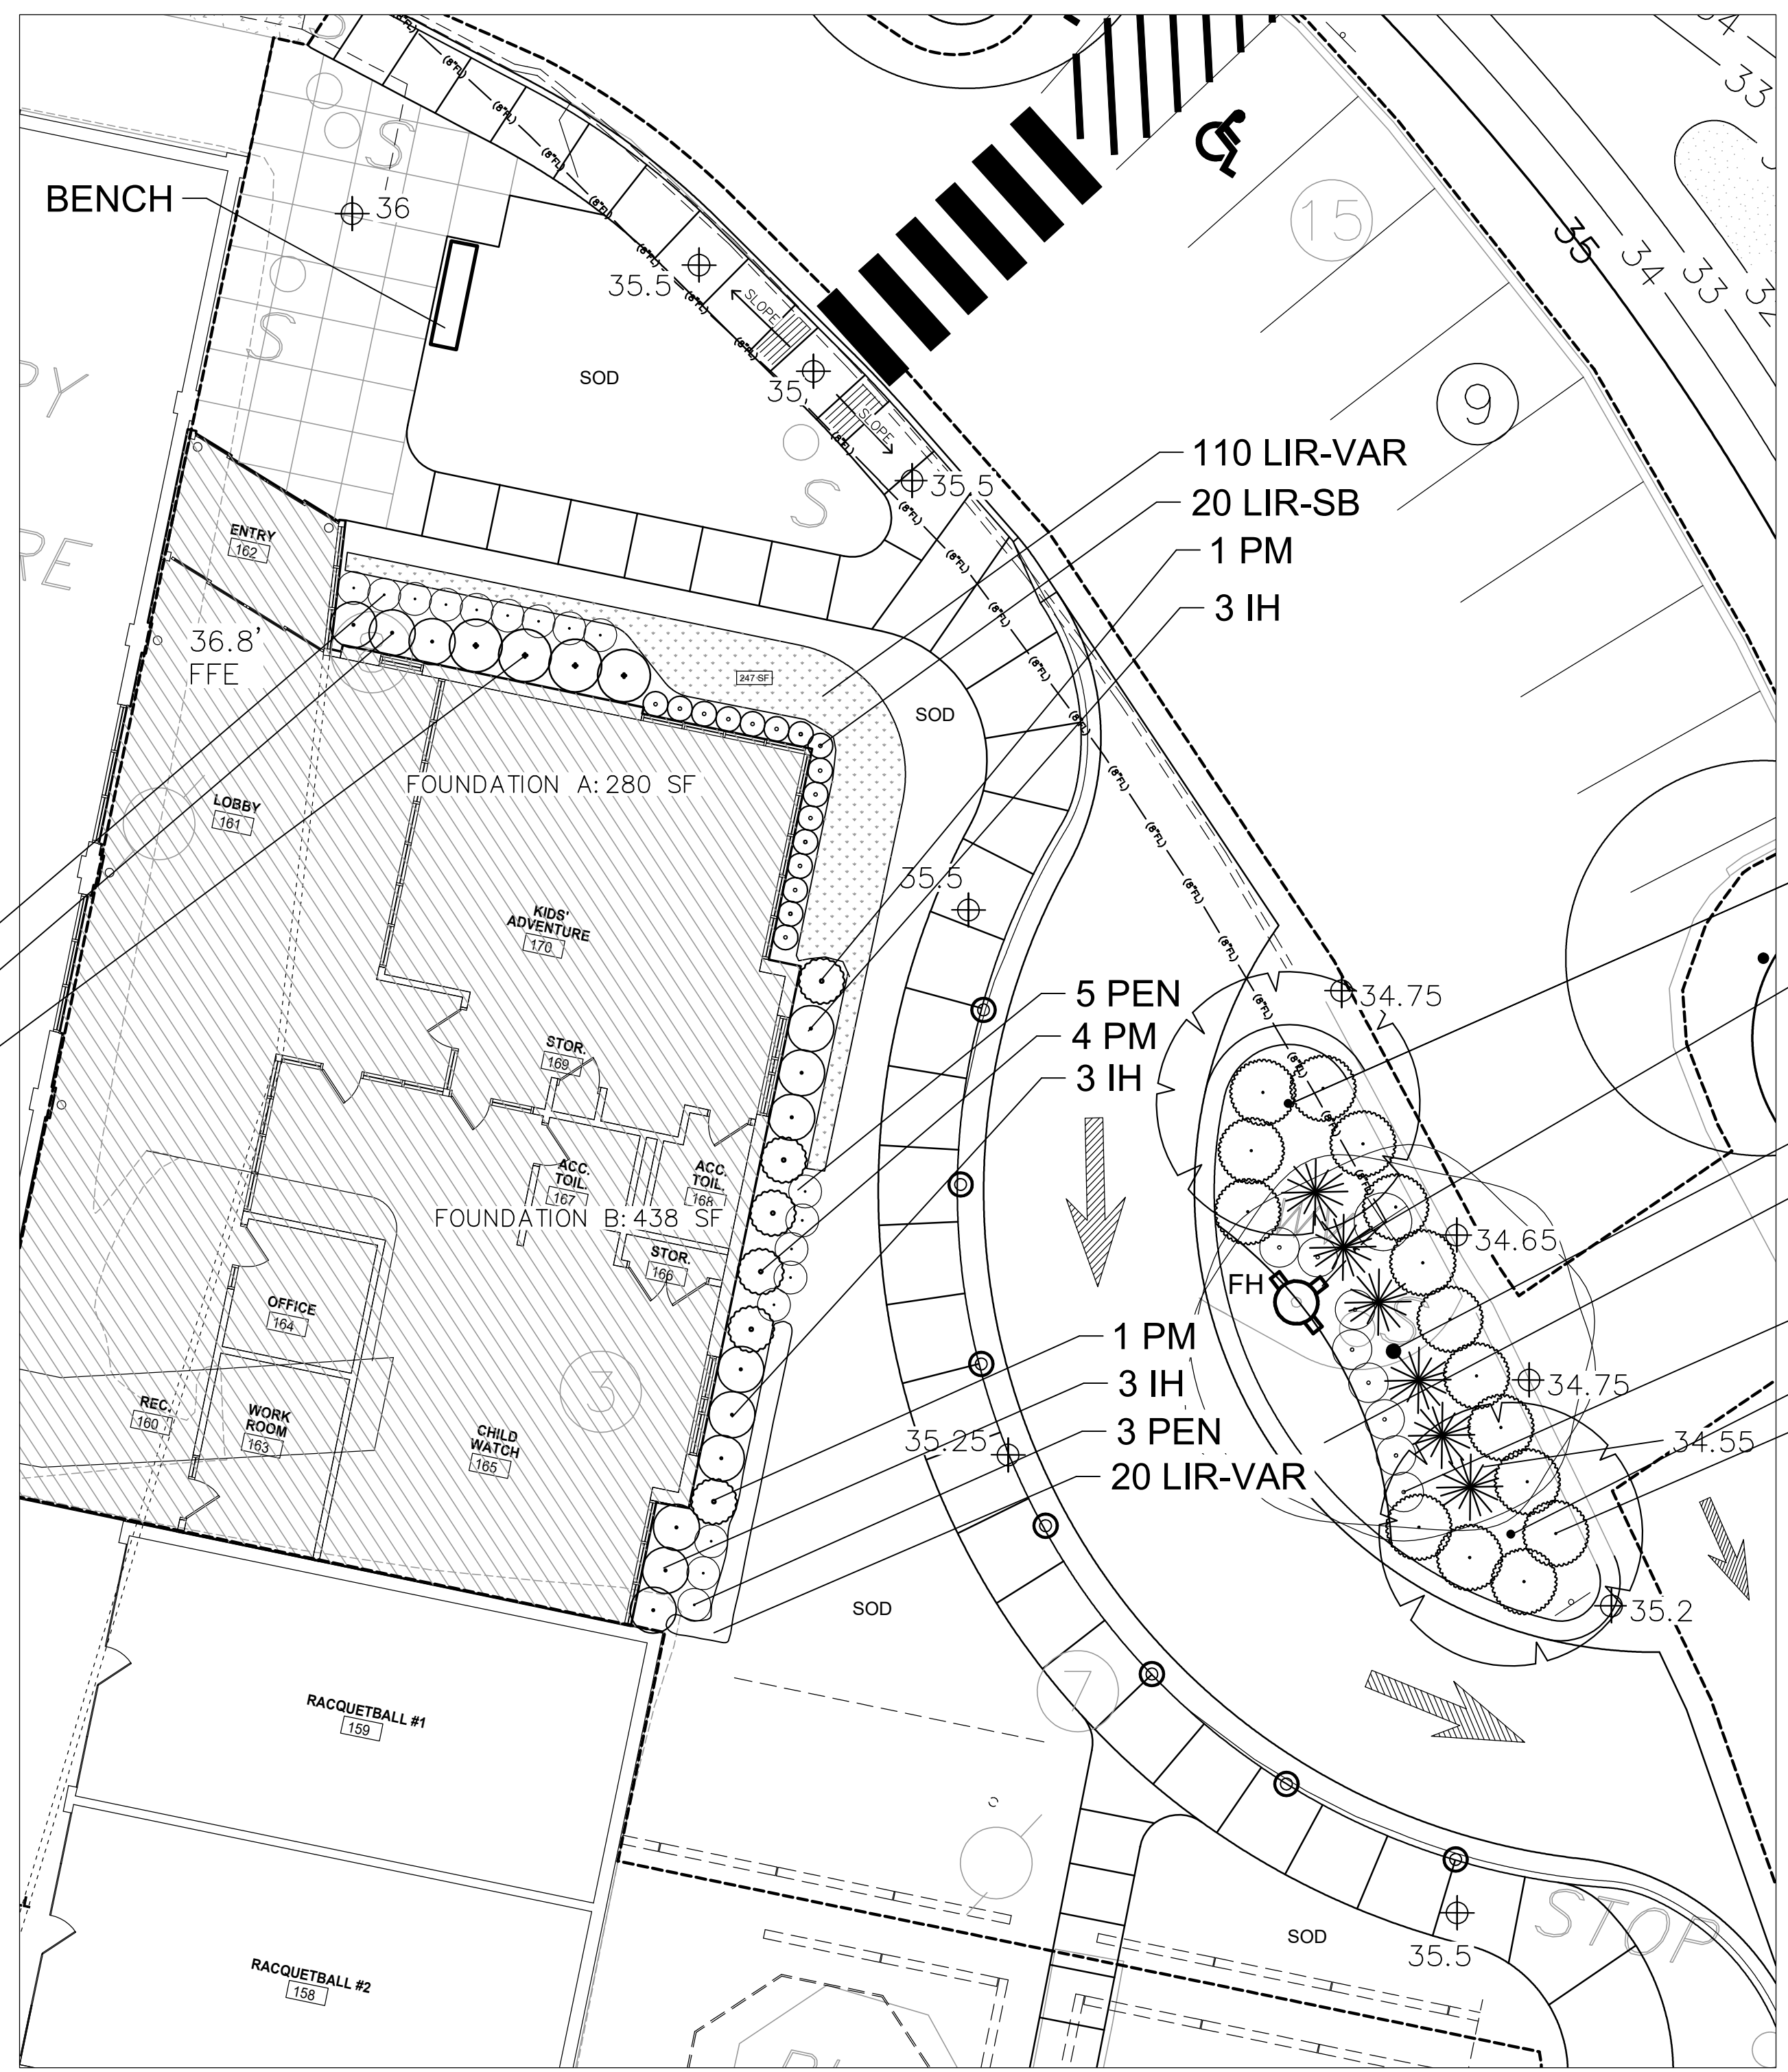 34
33
35
34
33
32
15
9
S
S
S
BENCH
36
35.5
SLOPE
35
SLOPE
SOD
35.5
(8"FL)
110 LIR-VAR
20 LIR-SB
1 PM
3 IH
ENTRY
162
36.8'
FFE
247 SF
SOD
FOUNDATION A: 280 SF
LOBBY
161
KIDS'
ADVENTURE
170
35.5
34.75
5 PEN
4 PM
3 IH
STOR.
169
ACC.
TOIL.
167
ACC.
TOIL.
168
FOUNDATION B: 438 SF
STOR.
166
34.65
FH
OFFICE
164
1 PM
3 IH
3 PEN
20 LIR-VAR
3
34.75
REC.
160
WORK
ROOM
163
CHILD
WATCH
165
35.25
34.55
SOD
35.2
7
RACQUETBALL #1
159
SOD
STOP
35.5
RACQUETBALL #2
158